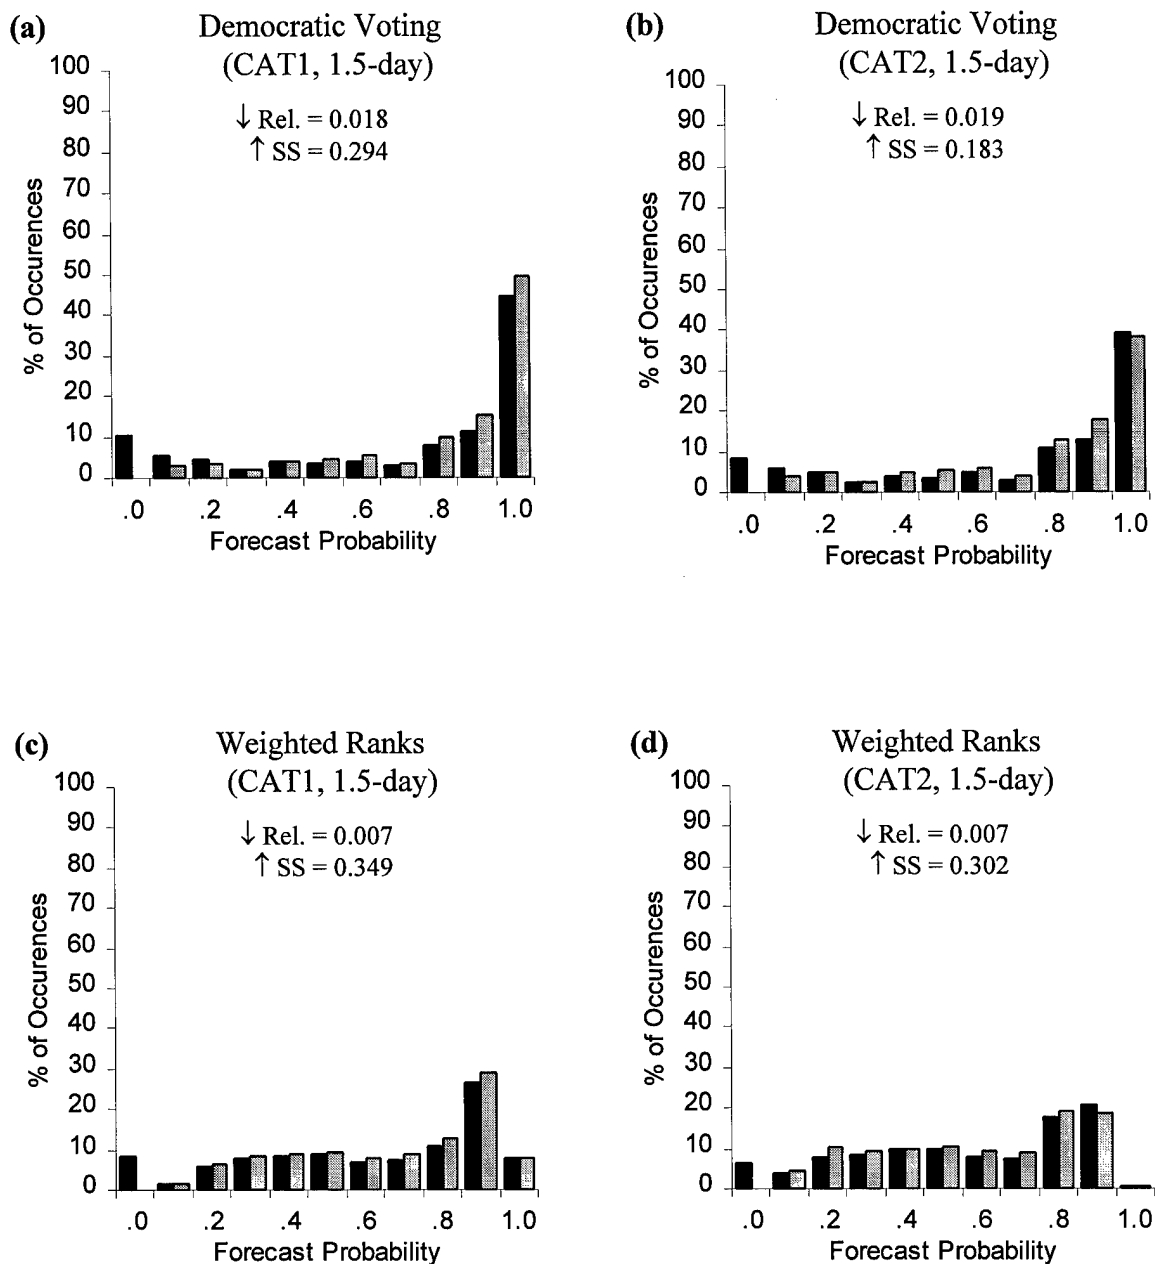 (a)
Democratic Voting
(CAT1, 1.5-day)
↓ Rel. = 0.018
↑ SS = 0.294
% of Occurences
100
90
80
70
60
50
40
30
20
10
0
.0 .2 .4 .6 .8 1.0
Forecast Probability
(b)
Democratic Voting
(CAT2, 1.5-day)
↓ Rel. = 0.019
↑ SS = 0.183
% of Occurences
100
90
80
70
60
50
40
30
20
10
0
.0 .2 .4 .6 .8 1.0
Forecast Probability
(c)
Weighted Ranks
(CAT1, 1.5-day)
↓ Rel. = 0.007
↑ SS = 0.349
% of Occurences
100
90
80
70
60
50
40
30
20
10
0
.0 .2 .4 .6 .8 1.0
Forecast Probability
(d)
Weighted Ranks
(CAT2, 1.5-day)
↓ Rel. = 0.007
↑ SS = 0.302
% of Occurences
100
90
80
70
60
50
40
30
20
10
0
.0 .2 .4 .6 .8 1.0
Forecast Probability